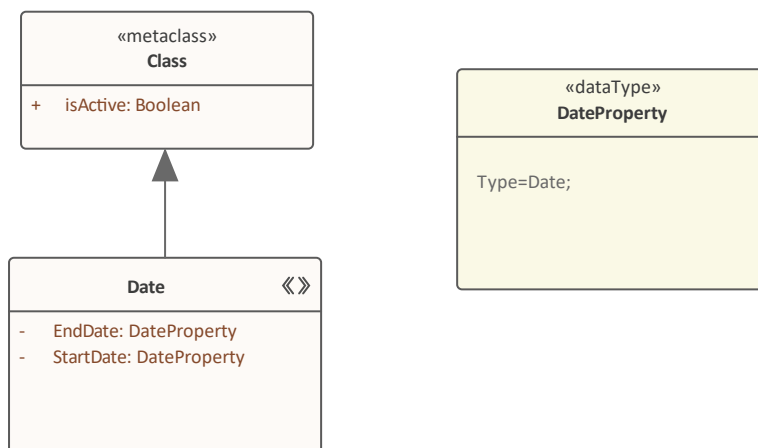 «metaclass»
Class
+ isActive: Boolean
«dataType»
DateProperty
Type=Date;
Date «»
- EndDate: DateProperty
- StartDate: DateProperty